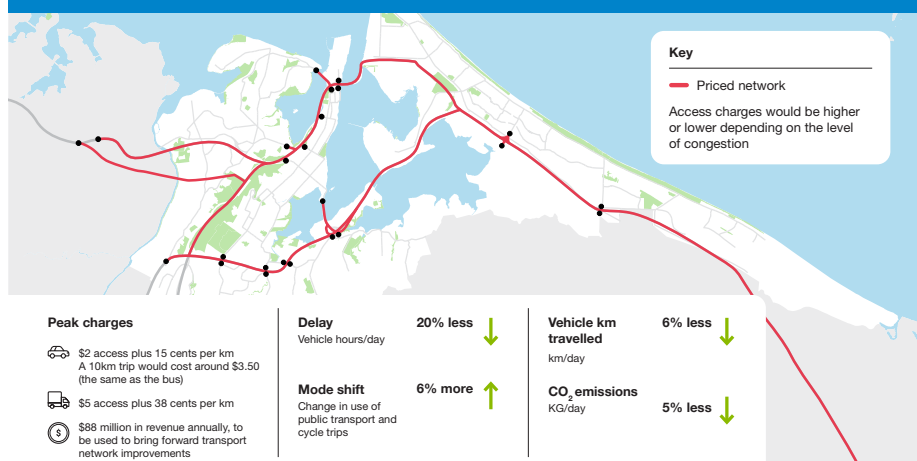 Key
Priced network
Access charges would be higher
or lower depending on the level
of congestion
Peak charges
$2 access plus 15 cents per km
A 10km trip would cost around $3.50
(the same as the bus)
$5 access plus 38 cents per km
$
$88 million in revenue annually, to
be used to bring forward transport
network improvements
Delay
20% less
Vehicle hours/day
Mode shift
6% more
Change in use of
public transport and
cycle trips
Vehicle km
travelled
6% less
km/day
CO₂ emissions
KG/day
5% less